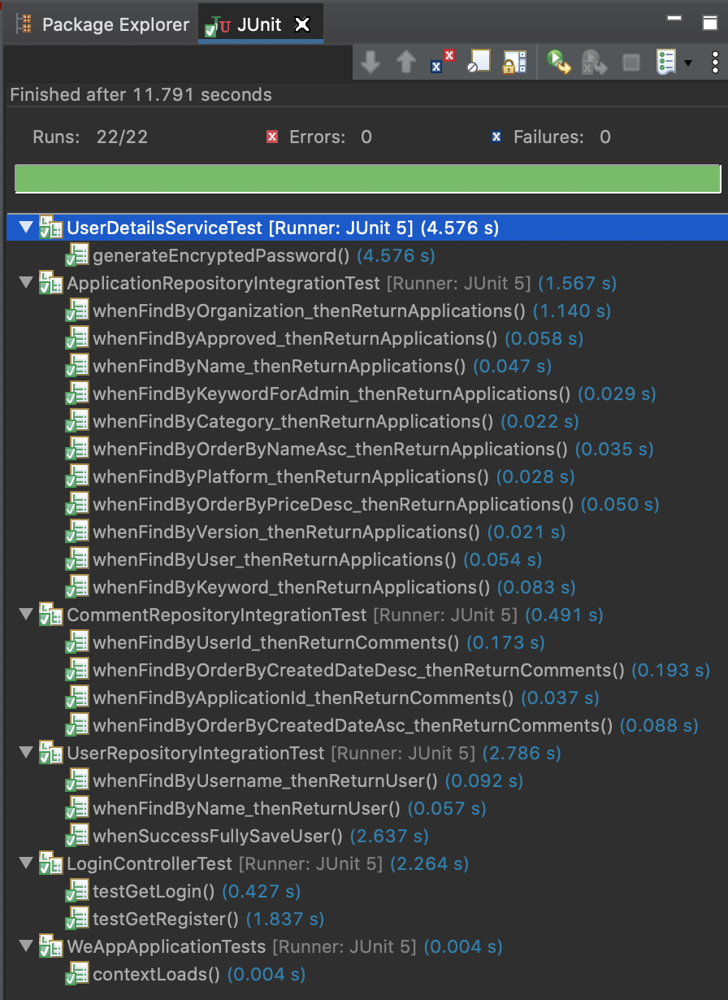 Package Explorer JUnit
Finished after 11.791 seconds
Runs: 22/22 Errors: 0 Failures: 0
UserDetailsServiceTest [Runner: JUnit 5] (4.576 s)
generateEncryptedPassword() (4.576 s)
ApplicationRepositoryIntegrationTest [Runner: JUnit 5] (1.567 s)
whenFindByOrganization_thenReturnApplications() (1.140 s)
whenFindByApproved_thenReturnApplications() (0.058 s)
whenFindByName_thenReturnApplications() (0.047 s)
whenFindByKeywordForAdmin_thenReturnApplications() (0.029 s)
whenFindByCategory_thenReturnApplications() (0.022 s)
whenFindByOrderByNameAsc_thenReturnApplications() (0.035 s)
whenFindByPlatform_thenReturnApplications() (0.028 s)
whenFindByOrderByPriceDesc_thenReturnApplications() (0.050 s)
whenFindByVersion_thenReturnApplications() (0.021 s)
whenFindByUser_thenReturnApplications() (0.054 s)
whenFindByKeyword_thenReturnApplications() (0.083 s)
CommentRepositoryIntegrationTest [Runner: JUnit 5] (0.491 s)
whenFindByUserId_thenReturnComments() (0.173 s)
whenFindByOrderByCreatedDateDesc_thenReturnComments() (0.193 s)
whenFindByApplicationId_thenReturnComments() (0.037 s)
whenFindByOrderByCreatedDateAsc_thenReturnComments() (0.088 s)
UserRepositoryIntegrationTest [Runner: JUnit 5] (2.786 s)
whenFindByUsername_thenReturnUser() (0.092 s)
whenFindByName_thenReturnUser() (0.057 s)
whenSuccessFullySaveUser() (2.637 s)
LoginControllerTest [Runner: JUnit 5] (2.264 s)
testGetLogin() (0.427 s)
testGetRegister() (1.837 s)
WeAppApplicationTests [Runner: JUnit 5] (0.004 s)
contextLoads() (0.004 s)